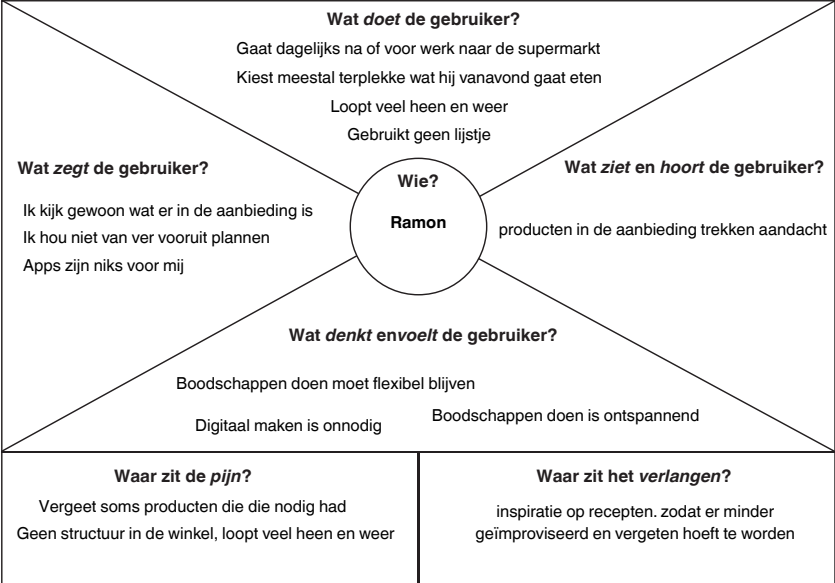 Wat doet de gebruiker?
Gaat dagelijks na of voor werk naar de supermarkt
Kiest meestal terplekke wat hij vanavond gaat eten
Loopt veel heen en weer
Gebruikt geen lijstje
Wat zegt de gebruiker?
Ik kijk gewoon wat er in de aanbieding is
Ik hou niet van ver vooruit plannen
Apps zijn niks voor mij
Wie?
Ramon
Wat ziet en hoort de gebruiker?
producten in de aanbieding trekken aandacht
Wat denkt envoelt de gebruiker?
Boodschappen doen moet flexibel blijven
Digitaal maken is onnodig
Boodschappen doen is ontspannend
Waar zit de pijn?
Vergeet soms producten die die nodig had
Geen structuur in de winkel, loopt veel heen en weer
Waar zit het verlangen?
inspiratie op recepten. zodat er minder
geïmproviseerd en vergeten hoeft te worden